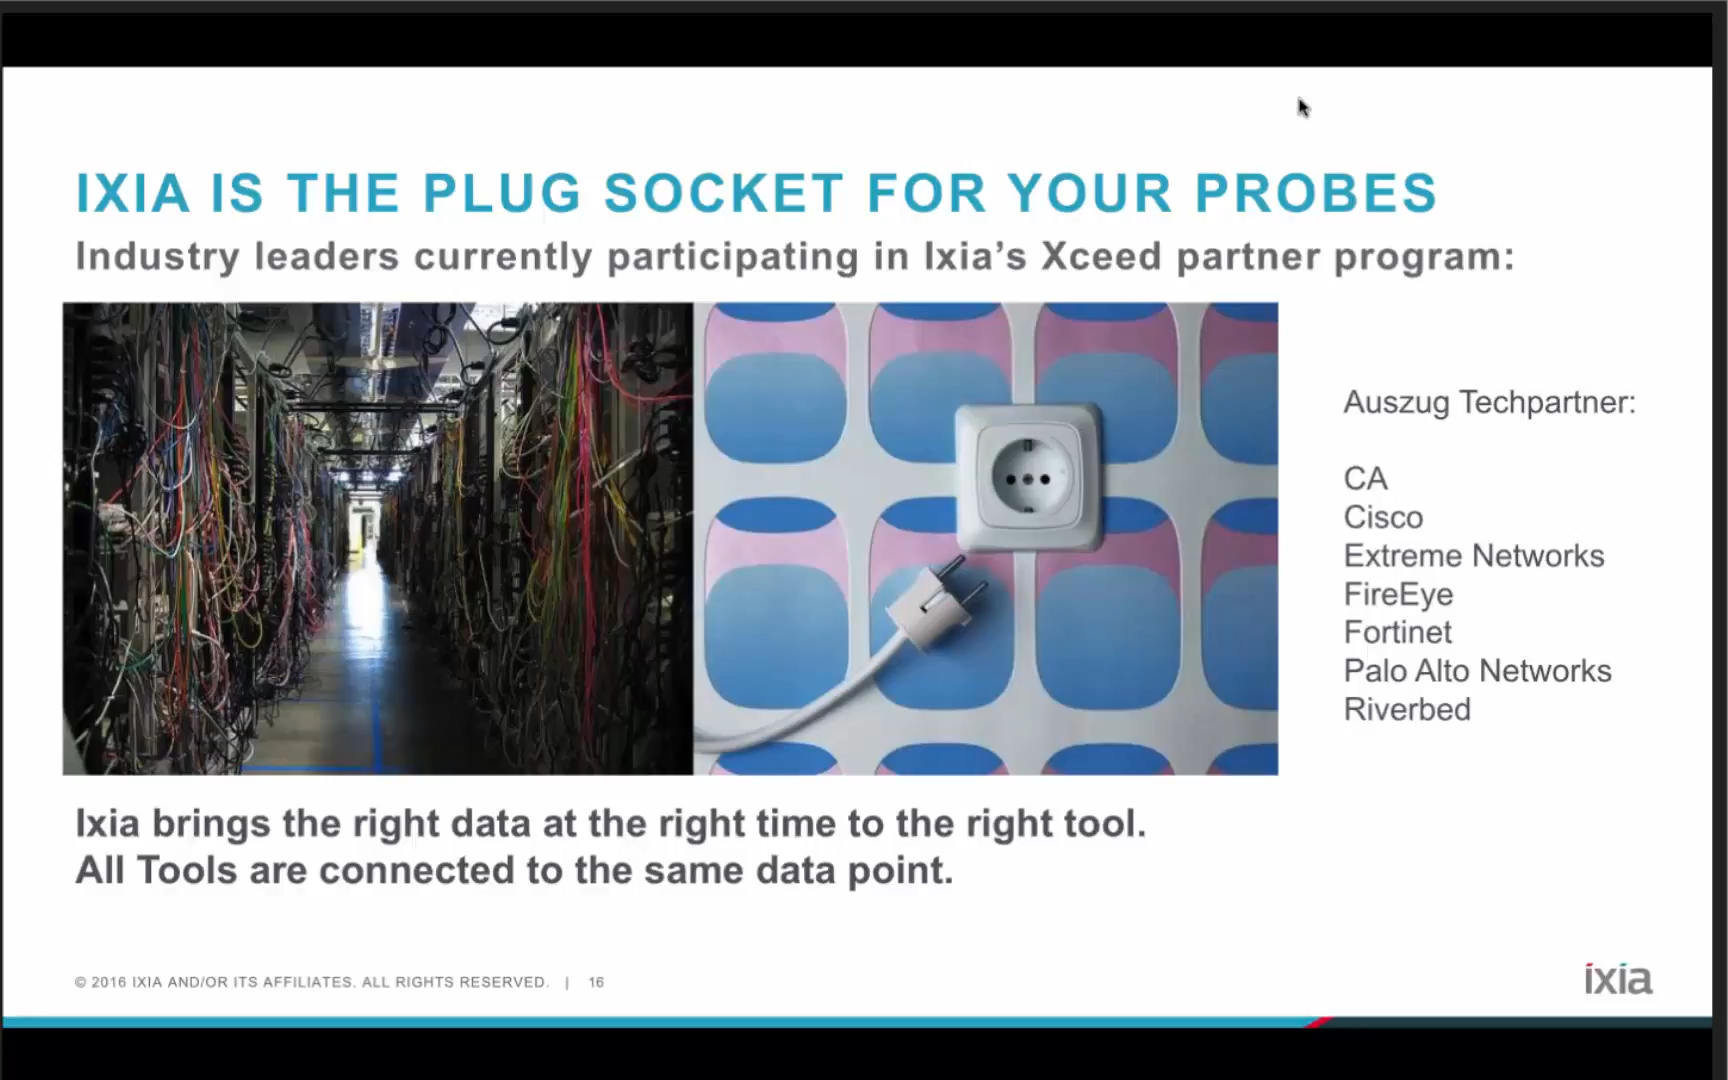 IXIA IS THE PLUG SOCKET FOR YOUR PROBES
Industry leaders currently participating in Ixia’s Xceed partner program:
Auszug Techpartner:
CA
Cisco
Extreme Networks
FireEye
Fortinet
Palo Alto Networks
Riverbed
Ixia brings the right data at the right time to the right tool.
All Tools are connected to the same data point.
© 2016 IXIA AND/OR ITS AFFILIATES. ALL RIGHTS RESERVED. | 16
ixia